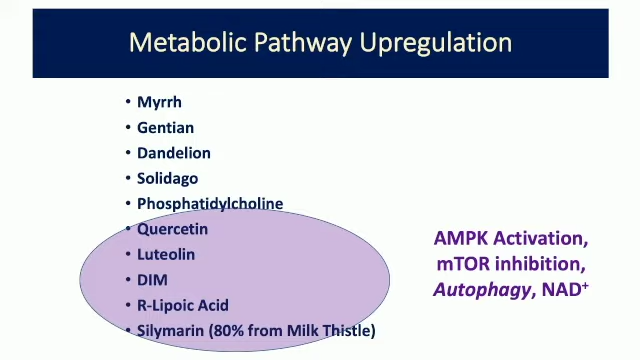 Metabolic Pathway Upregulation
• Myrrh
• Gentian
• Dandelion
• Solidago
• Phosphatidylcholine
• Quercetin
• Luteolin
• DIM
• R-Lipoic Acid
• Silymarin (80% from Milk Thistle)
AMPK Activation,
mTOR inhibition,
Autophagy, NAD⁺